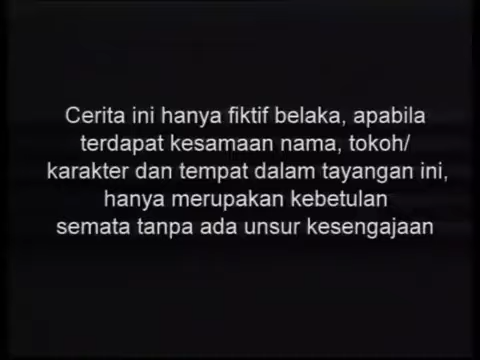 Cerita ini hanya fiktif belaka, apabila
terdapat kesamaan nama, tokoh/
karakter dan tempat dalam tayangan ini,
hanya merupakan kebetulan
semata tanpa ada unsur kesengajaan